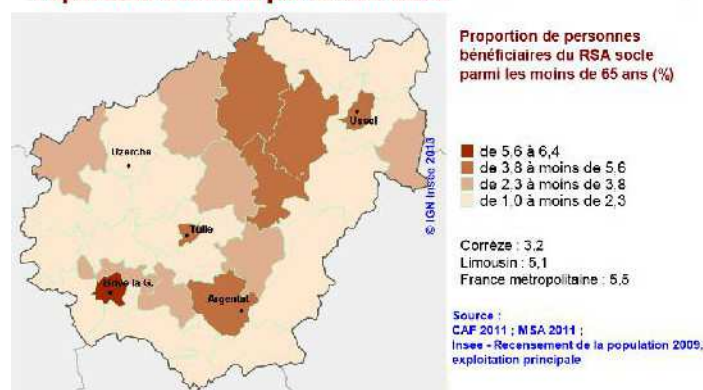 Proportion de personnes
bénéficiaires du RSA socle
parmi les moins de 65 ans (%)
Uzerche
Ussel
© IGN Insee 2013
de 5,6 à 6,4
de 3,8 à moins de 5,6
de 2,3 à moins de 3,8
de 1,0 à moins de 2,3
Tulle
Brive la G.
Argentat
Corrèze : 3,2
Limousin : 5,1
France métropolitaine : 5,5
Source :
CAF 2011 ; MSA 2011 ;
Insee - Recensement de la population 2009,
exploitation principale